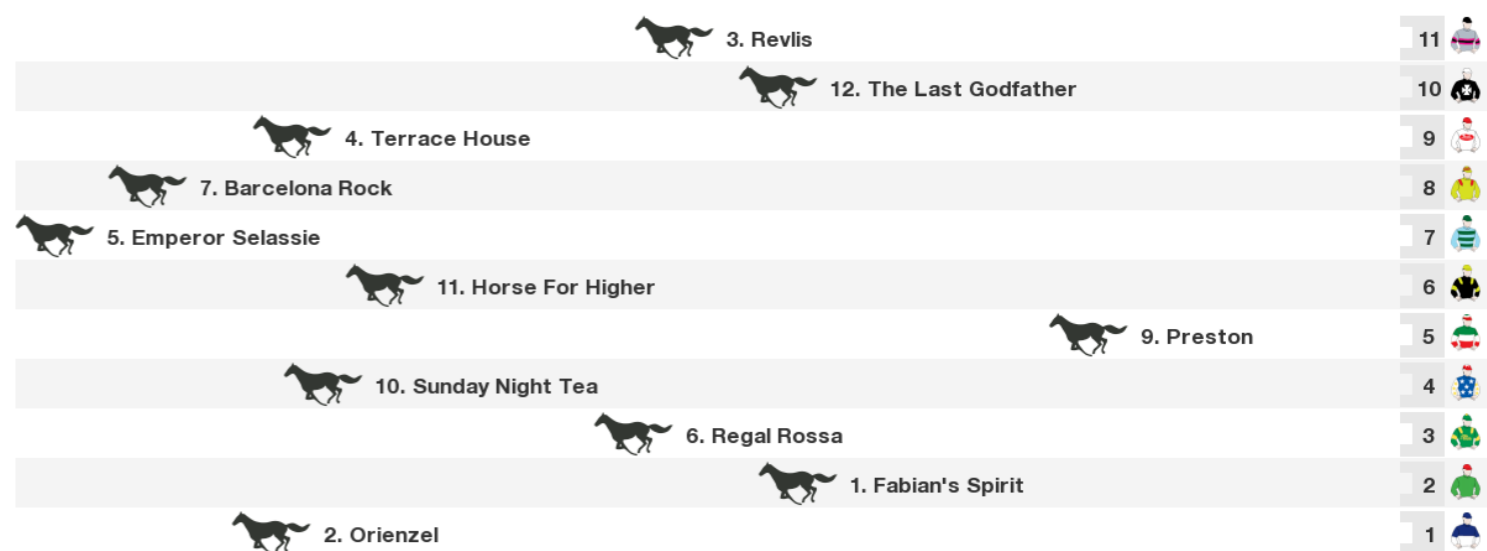 3. Revlis 11
12. The Last Godfather 10
4. Terrace House 9
7. Barcelona Rock 8
5. Emperor Selassie 7
11. Horse For Higher 6
9. Preston 5
10. Sunday Night Tea 4
6. Regal Rossa 3
1. Fabian's Spirit 2
2. Orienzel 1